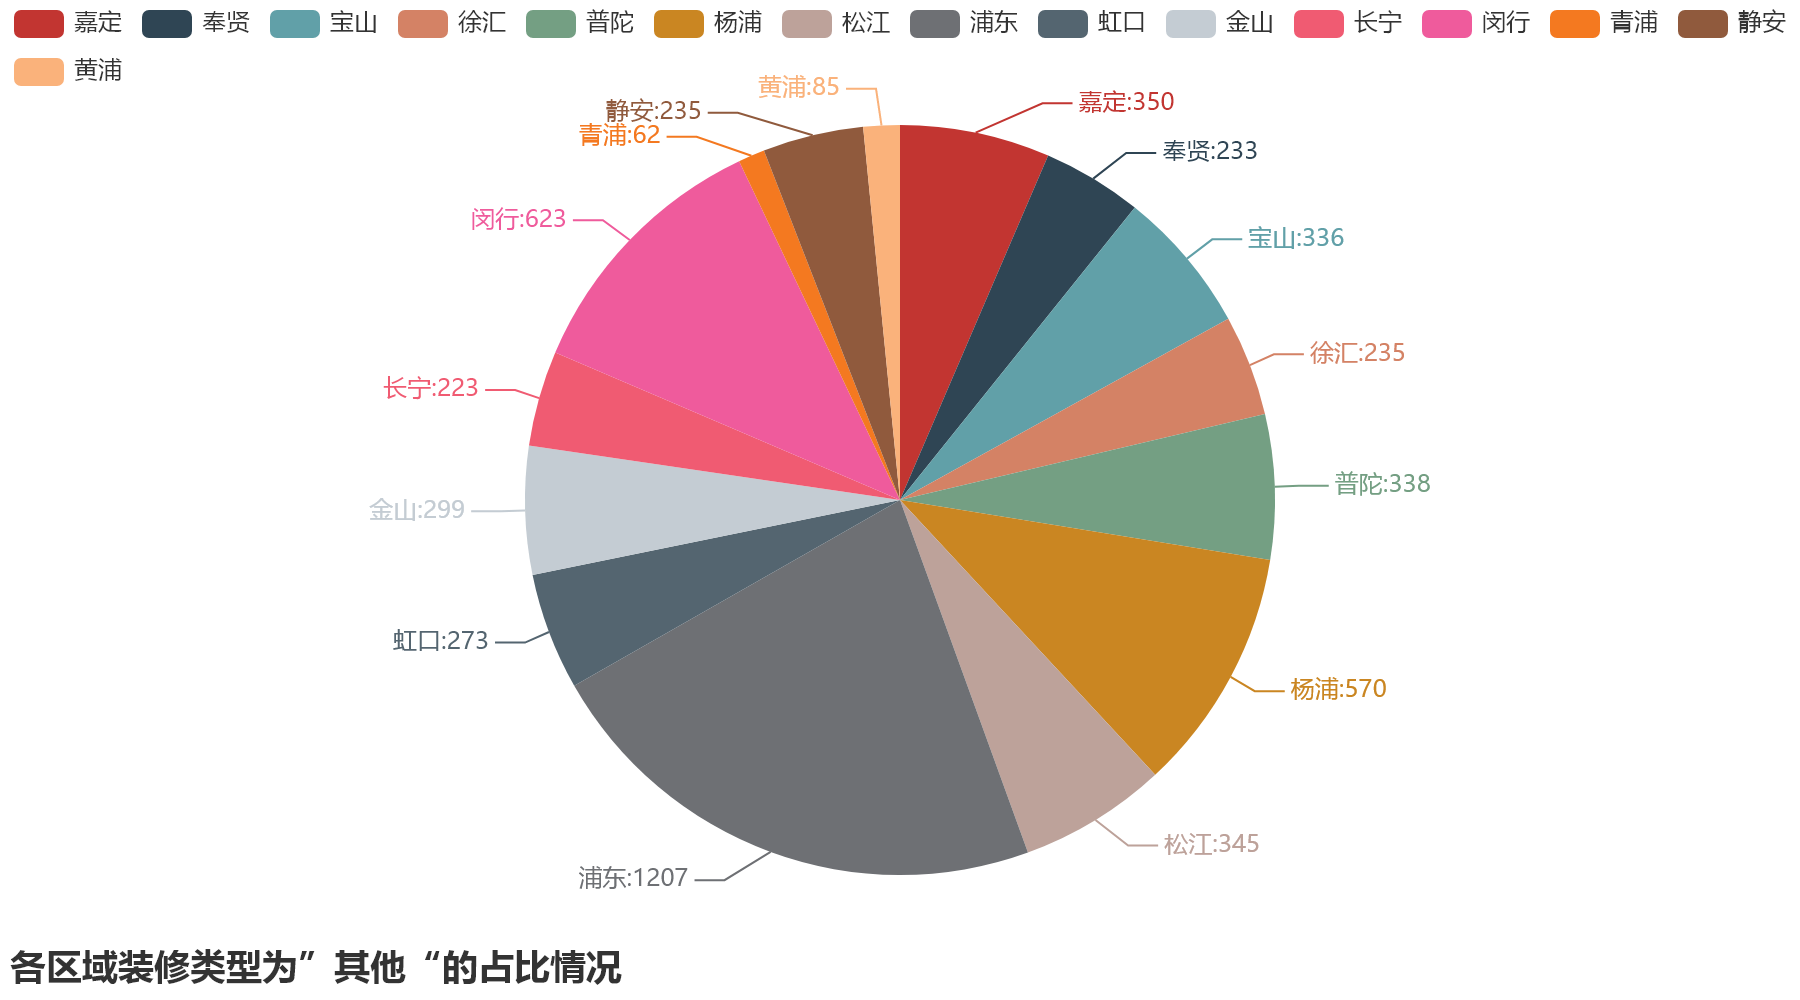 嘉定 奉贤 宝山 徐汇 普陀 杨浦 松江 浦东 虹口 金山 长宁 闵行 青浦 静安
黄浦
黄浦:85
嘉定:350
静安:235
青浦:62
奉贤:233
闵行:623
宝山:336
徐汇:235
长宁:223
普陀:338
金山:299
虹口:273
杨浦:570
松江:345
浦东:1207
各区域装修类型为”其他“的占比情况